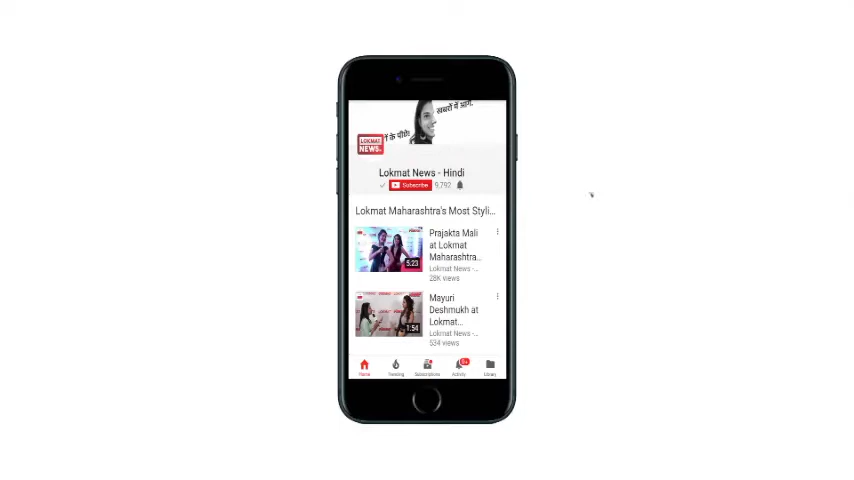 खबरों में आगे,
के पीछे!
LOKMAT
NEWS
Lokmat News - Hindi
Subscribe 9,792
Lokmat Maharashtra's Most Styli...
Prajakta Mali
at Lokmat
Maharashtra...
Lokmat News -...
28K views
5:23
Mayuri
Deshmukh at
Lokmat...
Lokmat News -...
534 views
1:54
Home Trending Subscriptions Activity Library